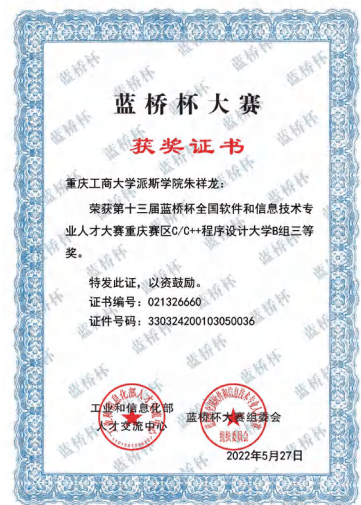 蓝桥杯大赛
获奖证书
重庆工商大学派斯学院朱祥龙：
荣获第十三届蓝桥杯全国软件和信息技术专
业人才大赛重庆赛区C/C++程序设计大学B组三等
奖。
特发此证，以资鼓励。
证书编号：021326660
证件号码：330324200103050036
工业和信息化部
人才交流中心
蓝桥杯大赛组委会
组织委员会
2022年5月27日